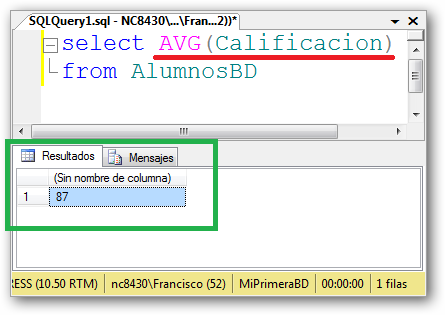 SQLQuery1.sql - NC8430\...\Fran...2))*
select AVG(Calificacion)
from AlumnosBD
Resultados
Mensajes
(Sin nombre de columna)
1
87
RESS (10.50 RTM)
nc8430\Francisco (52)
MiPrimeraBD
00:00:00
1 filas